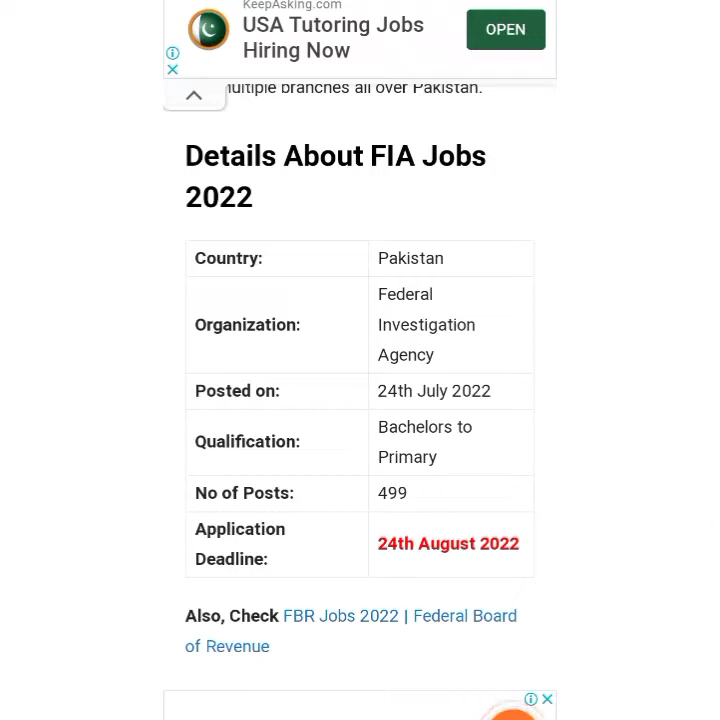 KeepAsking.com
USA Tutoring Jobs
Hiring Now
OPEN
multiple branches all over Pakistan.
Details About FIA Jobs
2022
Country: Pakistan
Organization: Federal
Investigation
Agency
Posted on: 24th July 2022
Qualification: Bachelors to
Primary
No of Posts: 499
Application
Deadline: 24th August 2022
Also, Check FBR Jobs 2022 | Federal Board
of Revenue